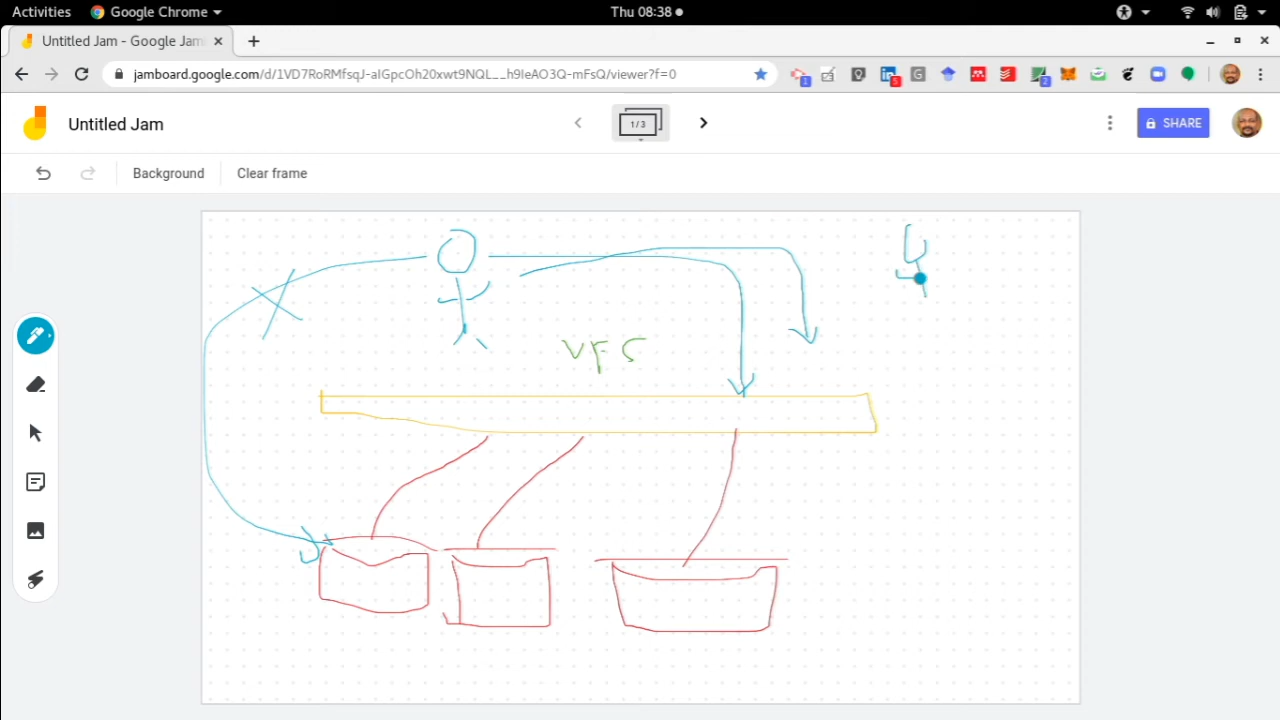 Activities Google Chrome Thu 08:38
Untitled Jam - Google Jam
jamboard.google.com/d/1VD7RoRMfsqJ-aIGpcOh20xwt9NQL__h9IeAO3Q-mFsQ/viewer?f=0
Untitled Jam 1/3 SHARE
Background Clear frame
VFS